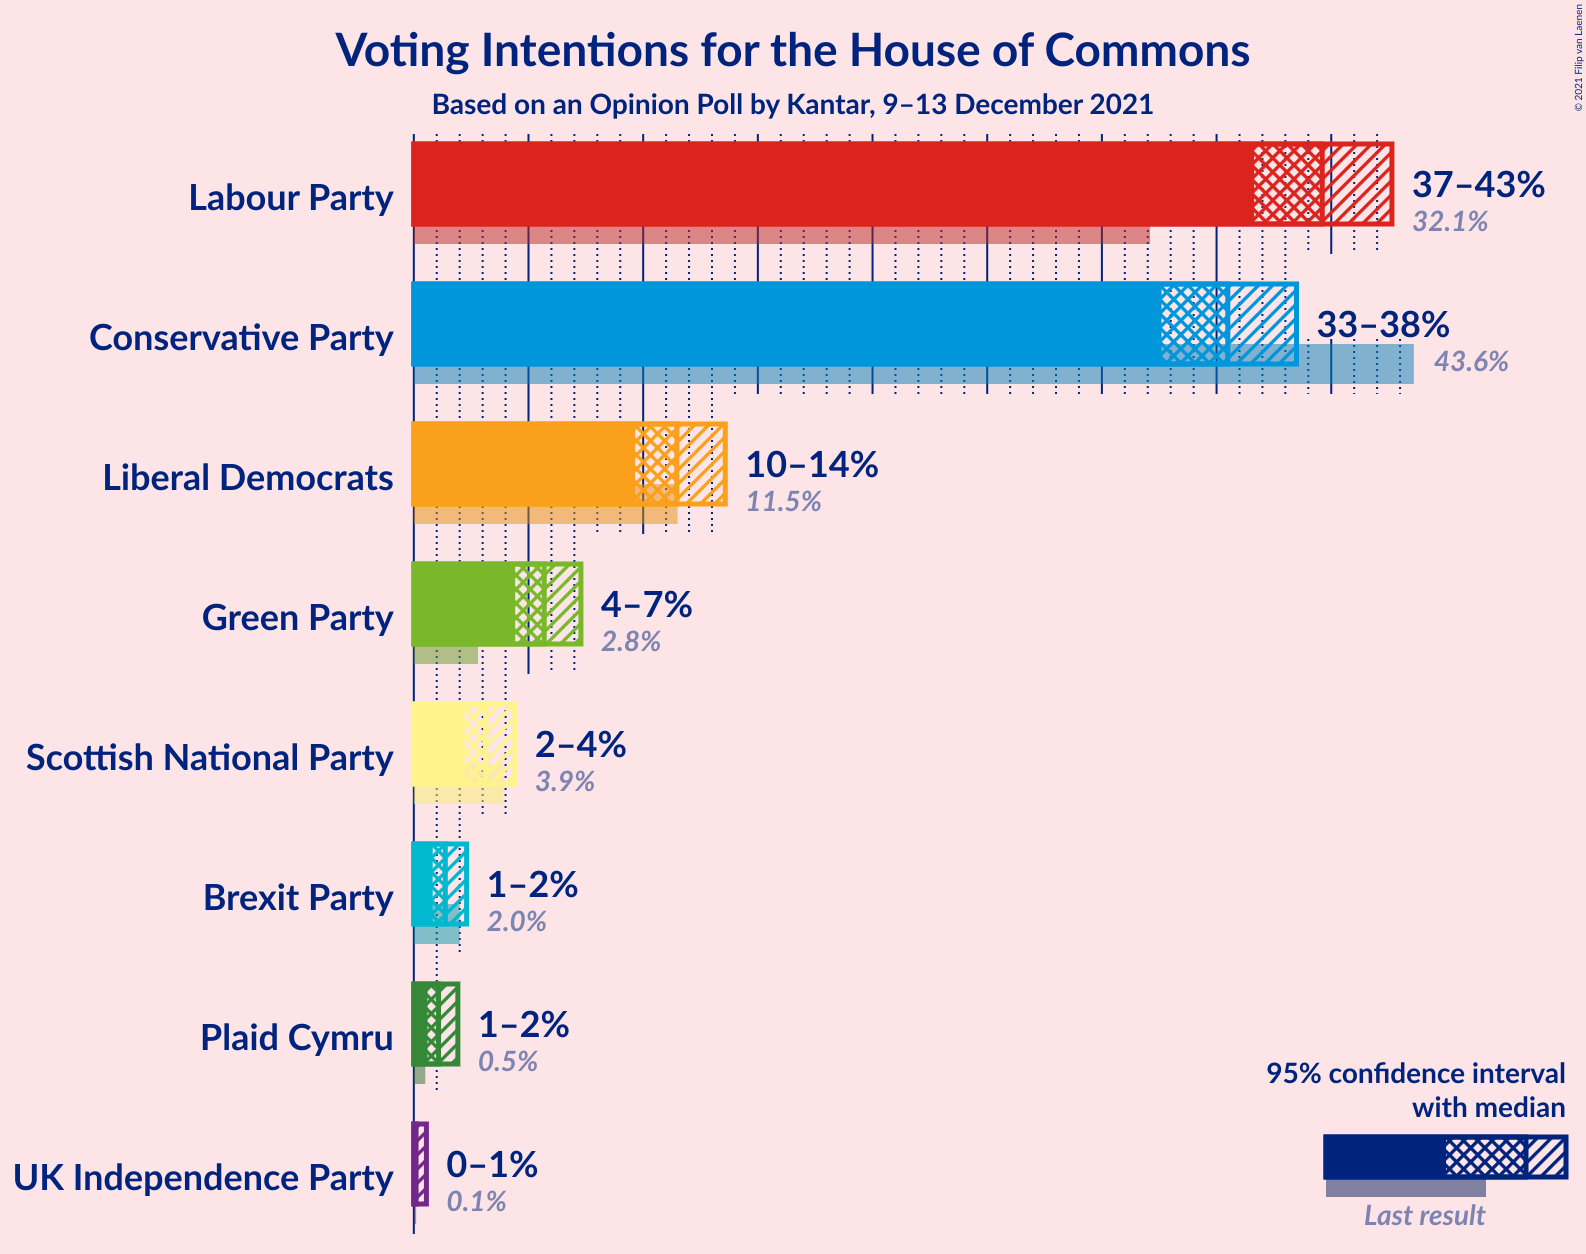 Voting Intentions for the House of Commons
Based on an Opinion Poll by Kantar, 9–13 December 2021
© 2021 Filip van Laenen
Labour Party
37–43%
32.1%
Conservative Party
33–38%
43.6%
Liberal Democrats
10–14%
11.5%
Green Party
4–7%
2.8%
Scottish National Party
2–4%
3.9%
Brexit Party
1–2%
2.0%
Plaid Cymru
1–2%
0.5%
UK Independence Party
0–1%
0.1%
95% confidence interval
with median
Last result